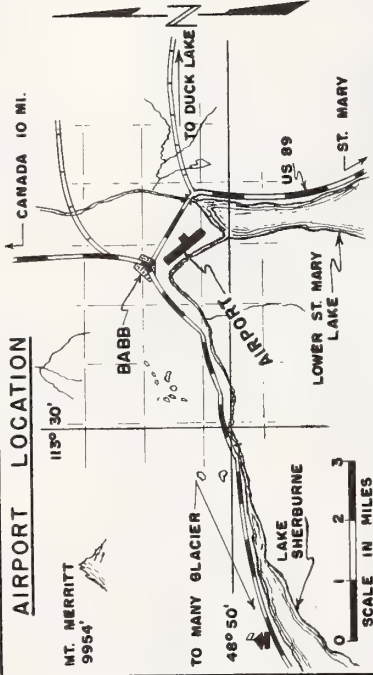 AIRPORT LOCATION
CANADA 10 MI.
N
113° 30'
MT. MERRITT
9954'
BABB
TO DUCK LAKE
AIRPORT
TO MANY GLACIER
48° 50'
US 89
LOWER ST. MARY
LAKE
ST. MARY
LAKE
SHERBURNE
0 1 2 3
SCALE IN MILES